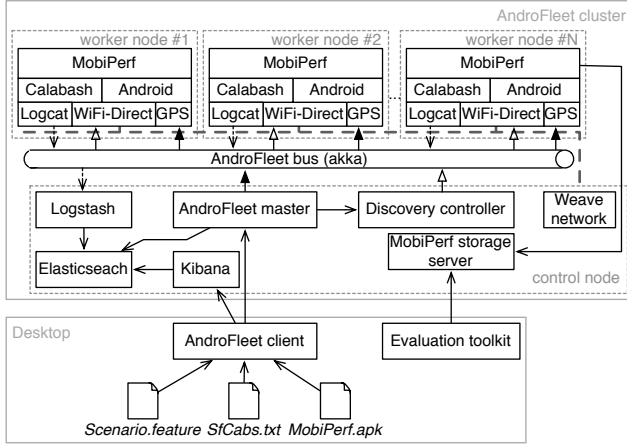 AndroFleet cluster
worker node #1
worker node #2
worker node #N
MobiPerf
MobiPerf
MobiPerf
Calabash
Android
Calabash
Android
Calabash
Android
Logcat
WiFi-Direct
GPS
Logcat
WiFi-Direct
GPS
Logcat
WiFi-Direct
GPS
AndroFleet bus (akka)
Logstash
AndroFleet master
Discovery controller
Weave
network
Elasticseach
Kibana
MobiPerf storage
server
control node
Desktop
AndroFleet client
Evaluation toolkit
Scenario.feature
SfCabs.txt
MobiPerf.apk